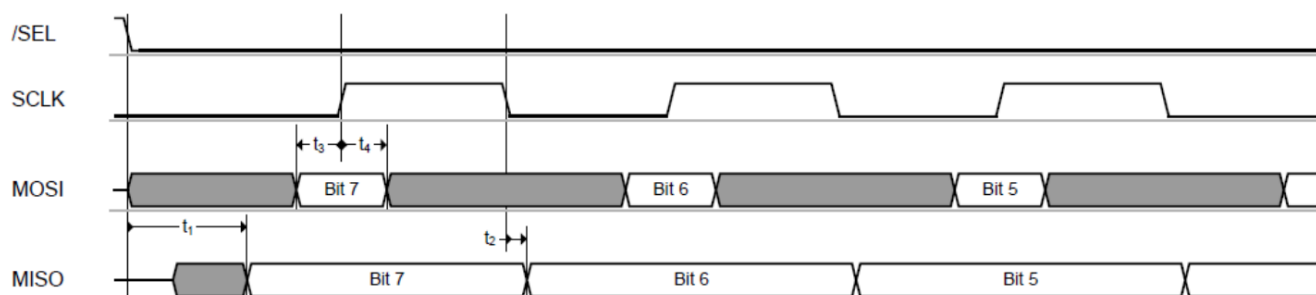 /SEL
SCLK
t₃ t₄
MOSI Bit 7 Bit 6 Bit 5
t₁
t₂
MISO Bit 7 Bit 6 Bit 5